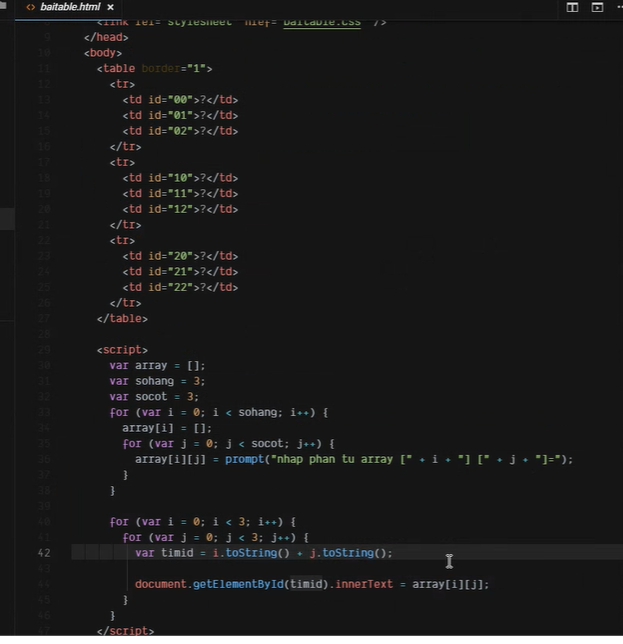 <> baitable.html ×
<link rel="stylesheet" href="baitable.css" />
9 </head>
10 <body>
11 <table border="1">
12 <tr>
13 <td id="00">?</td>
14 <td id="01">?</td>
15 <td id="02">?</td>
16 </tr>
17 <tr>
18 <td id="10">?</td>
19 <td id="11">?</td>
20 <td id="12">?</td>
21 </tr>
22 <tr>
23 <td id="20">?</td>
24 <td id="21">?</td>
25 <td id="22">?</td>
26 </tr>
27 </table>
28
29 <script>
30 var array = [];
31 var sohang = 3;
32 var socot = 3;
33 for (var i = 0; i < sohang; i++) {
34 array[i] = [];
35 for (var j = 0; j < socot; j++) {
36 array[i][j] = prompt("nhap phan tu array [" + i + "] [" + j + "]=");
37 }
38 }
39
40 for (var i = 0; i < 3; i++) {
41 for (var j = 0; j < 3; j++) {
42 var timid = i.toString() + j.toString();
43
44 document.getElementById(timid).innerText = array[i][j];
45 }
46 }
47 </script>